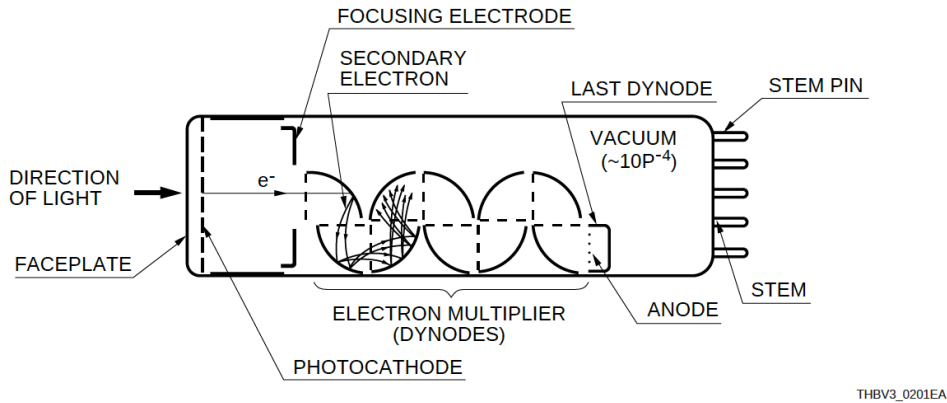 FOCUSING ELECTRODE
SECONDARY
ELECTRON
LAST DYNODE
STEM PIN
VACUUM
(~10P-4)
DIRECTION
OF LIGHT
e-
FACEPLATE
STEM
ANODE
ELECTRON MULTIPLIER
(DYNODES)
PHOTOCATHODE
THBV3_0201EA